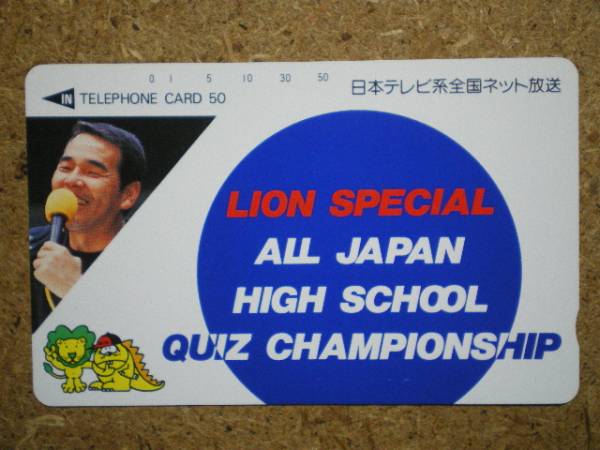 0 1 5 10 30 50
IN TELEPHONE CARD 50
日本テレビ系全国ネット放送
LION SPECIAL
ALL JAPAN
HIGH SCHOOL
QUIZ CHAMPIONSHIP